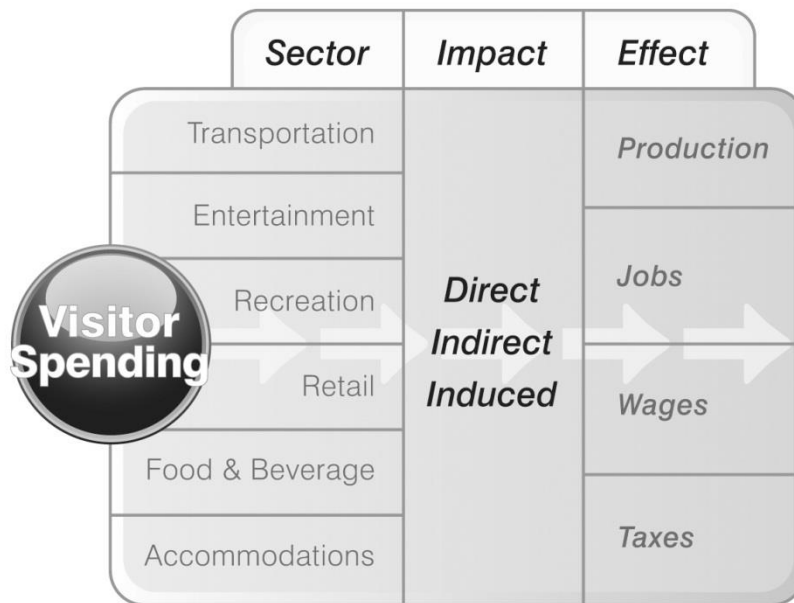 Sector
Impact
Effect
Transportation
Entertainment
Recreation
Retail
Food & Beverage
Accommodations
Visitor
Spending
Direct
Indirect
Induced
Production
Jobs
Wages
Taxes